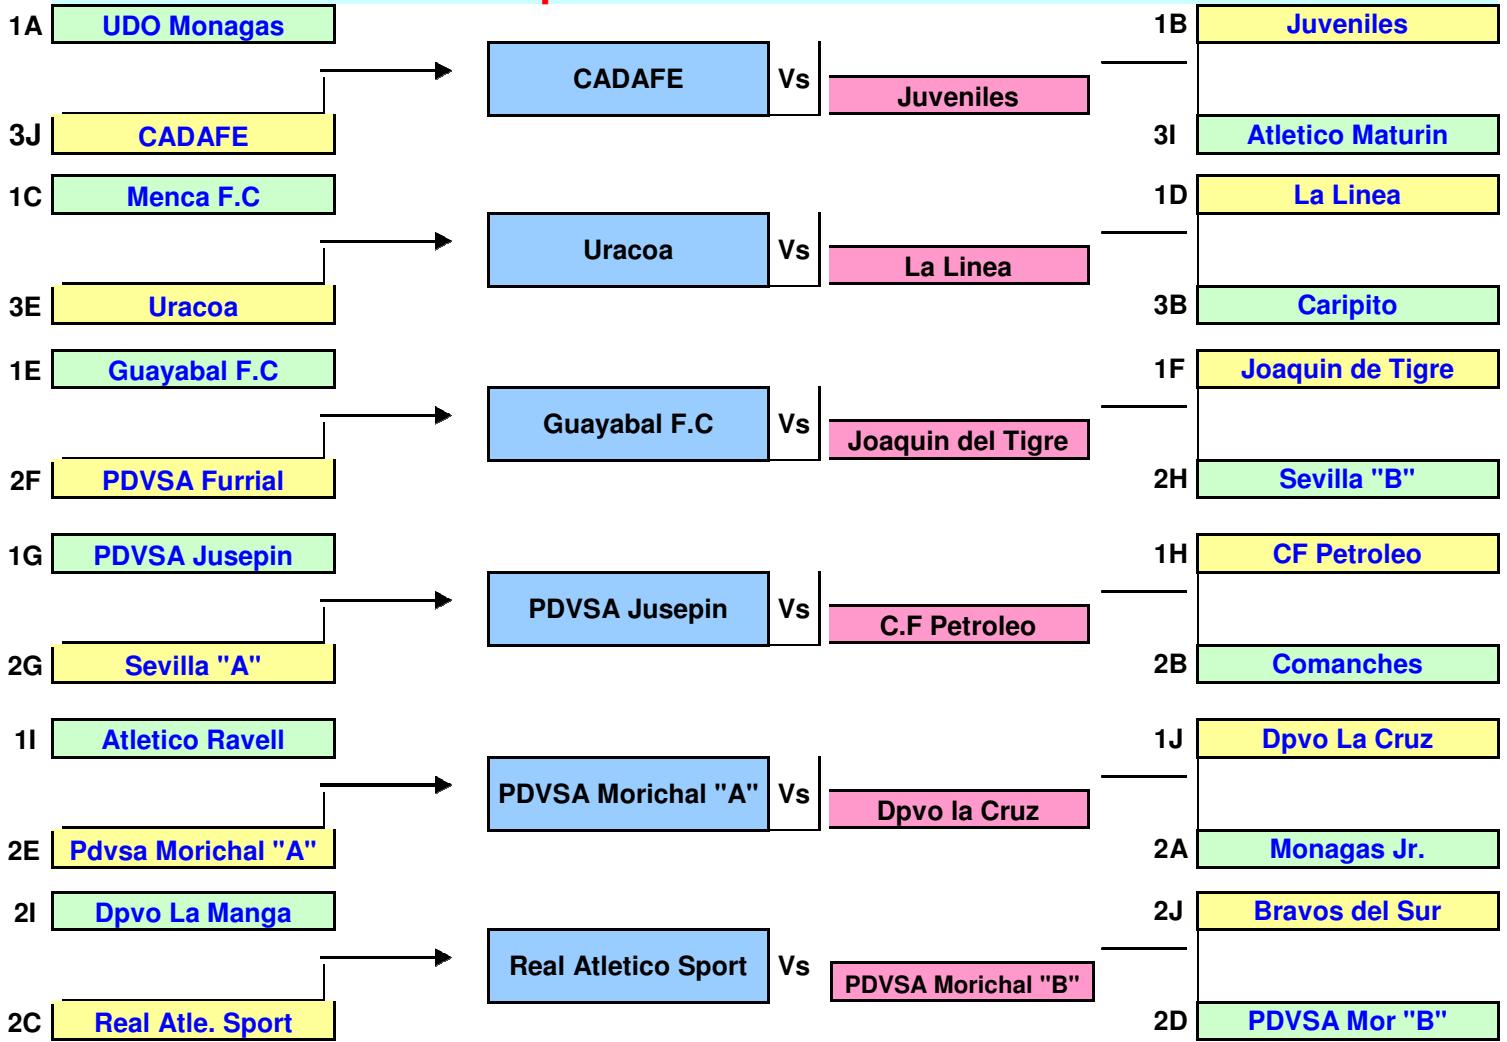 1A UDO Monagas 1B Juveniles
CADAFE Vs Juveniles
3J CADAFE 3I Atletico Maturin
1C Menca F.C 1D La Linea
Uracoa Vs La Linea
3E Uracoa 3B Caripito
1E Guayabal F.C 1F Joaquin de Tigre
Guayabal F.C Vs Joaquin del Tigre
2F PDVSA Furrial 2H Sevilla "B"
1G PDVSA Jusepin 1H CF Petroleo
PDVSA Jusepin Vs C.F Petroleo
2G Sevilla "A" 2B Comanches
1I Atletico Ravell 1J Dpvo La Cruz
PDVSA Morichal "A" Vs Dpvo la Cruz
2E Pdvsa Morichal "A" 2A Monagas Jr.
2I Dpvo La Manga 2J Bravos del Sur
Real Atletico Sport Vs PDVSA Morichal "B"
2C Real Atle. Sport 2D PDVSA Mor "B"